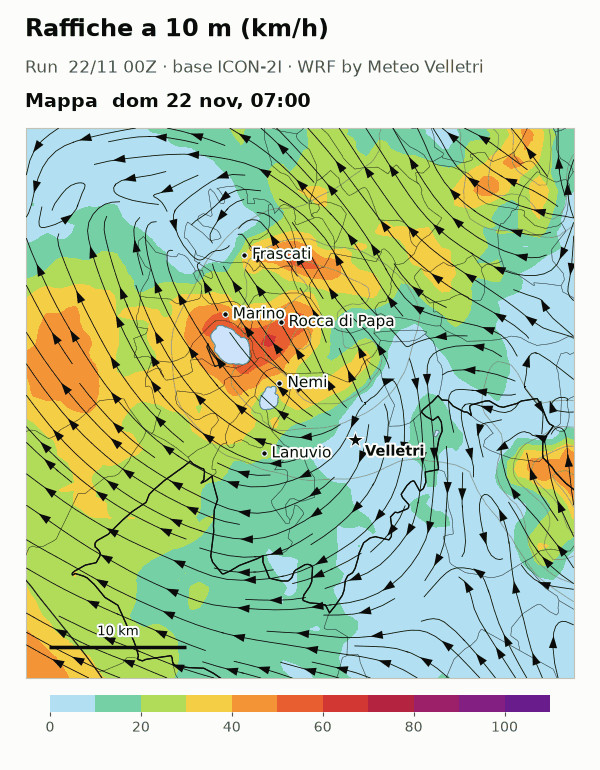 Raffiche a 10 m (km/h)
Run  22/11 00Z · base ICON-2I · WRF by Meteo Velletri
Mappa  dom 22 nov, 07:00
Frascati
Marino
Rocca di Papa
Nemi
Velletri
Lanuvio
10 km
0 20 40 60 80 100